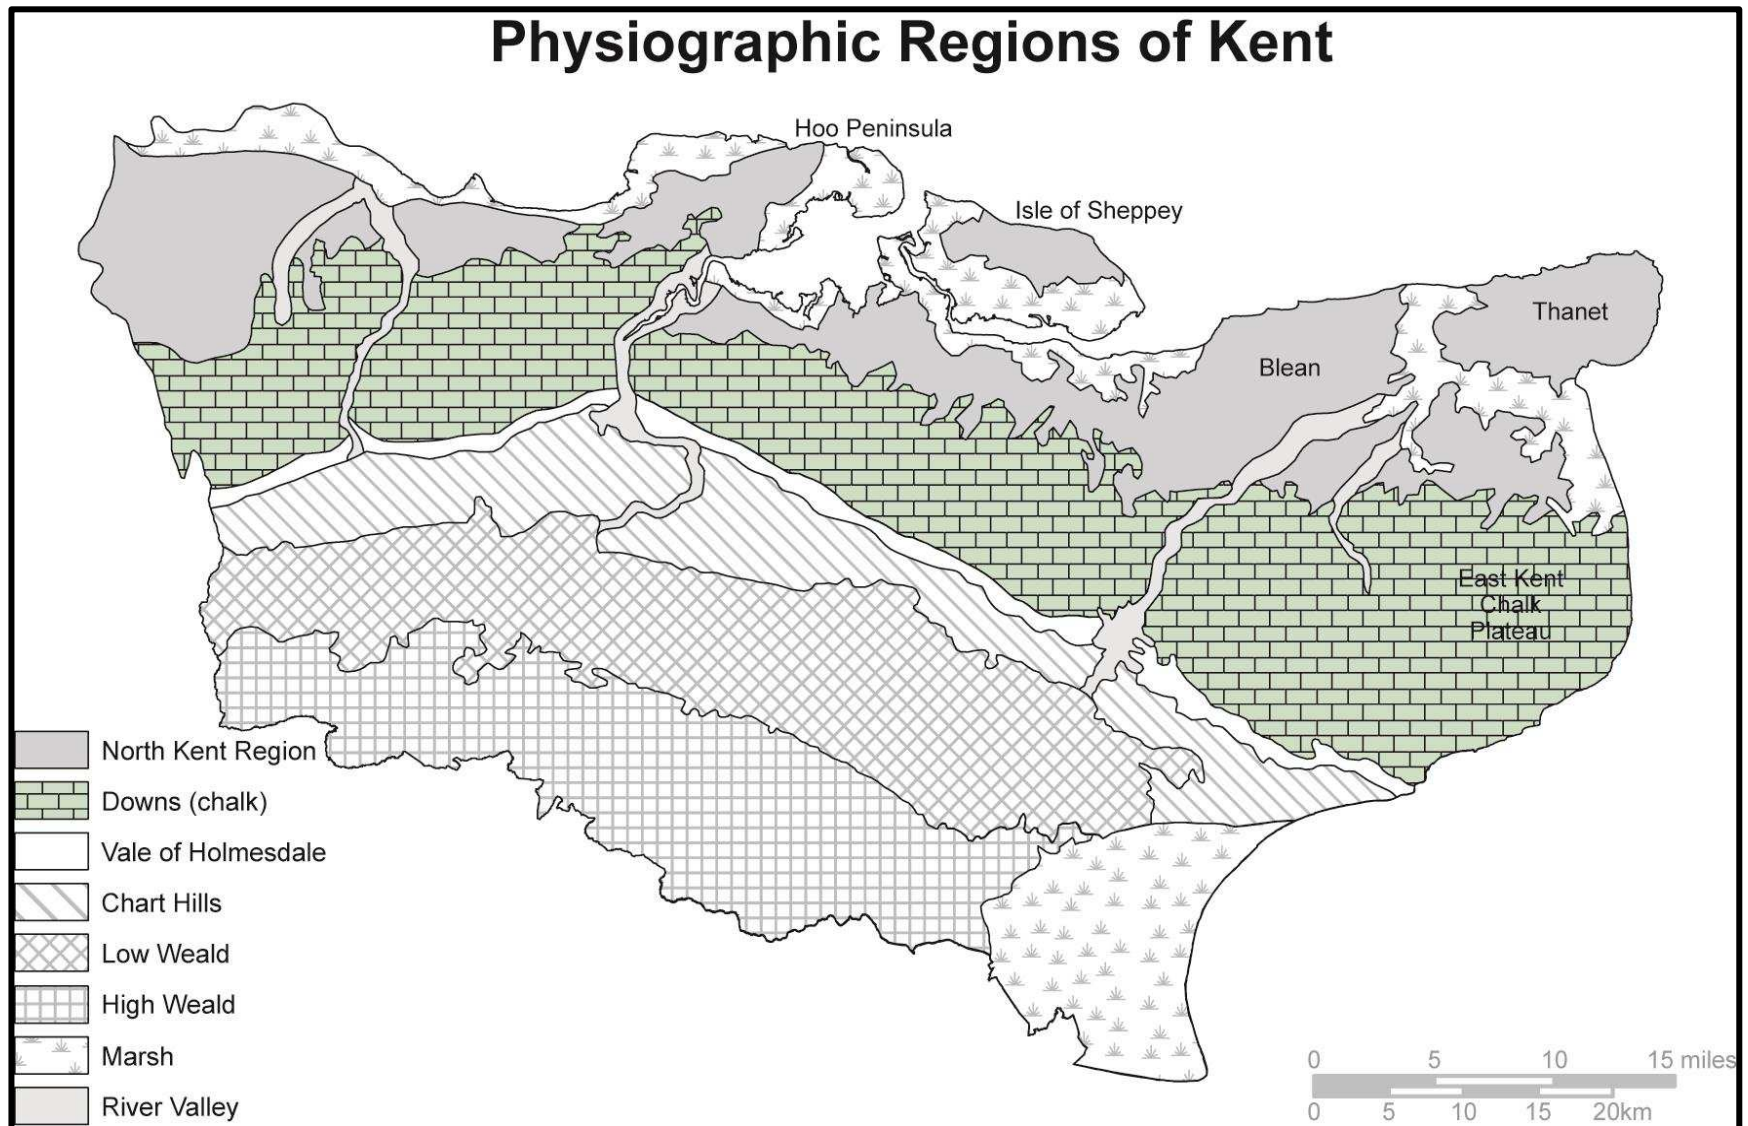 Physiographic Regions of Kent
Hoo Peninsula
Isle of Sheppey
Thanet
Blean
East Kent
Chalk
Plateau
North Kent Region
Downs (chalk)
Vale of Holmesdale
Chart Hills
Low Weald
High Weald
Marsh
River Valley
0 5 10 15 miles
0 5 10 15 20km